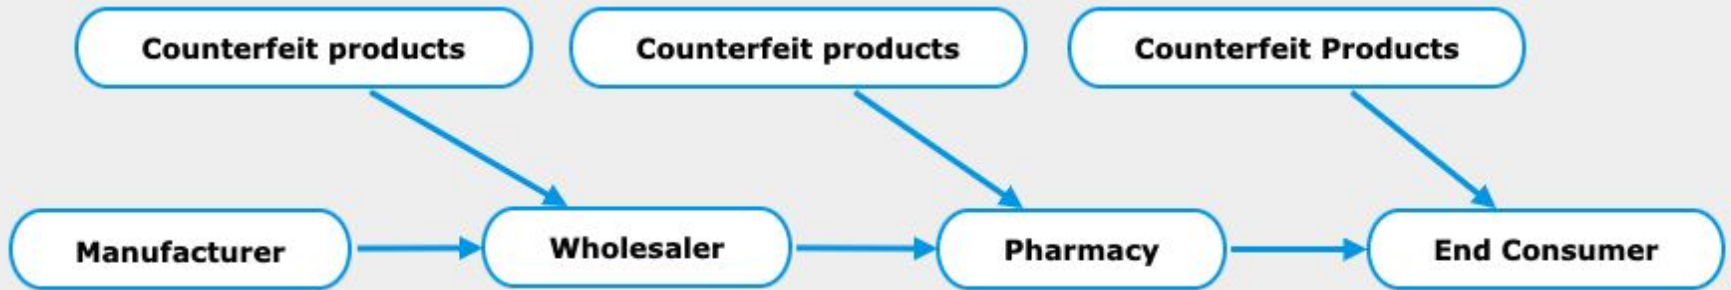 Counterfeit products
Counterfeit products
Counterfeit Products
Manufacturer
Wholesaler
Pharmacy
End Consumer